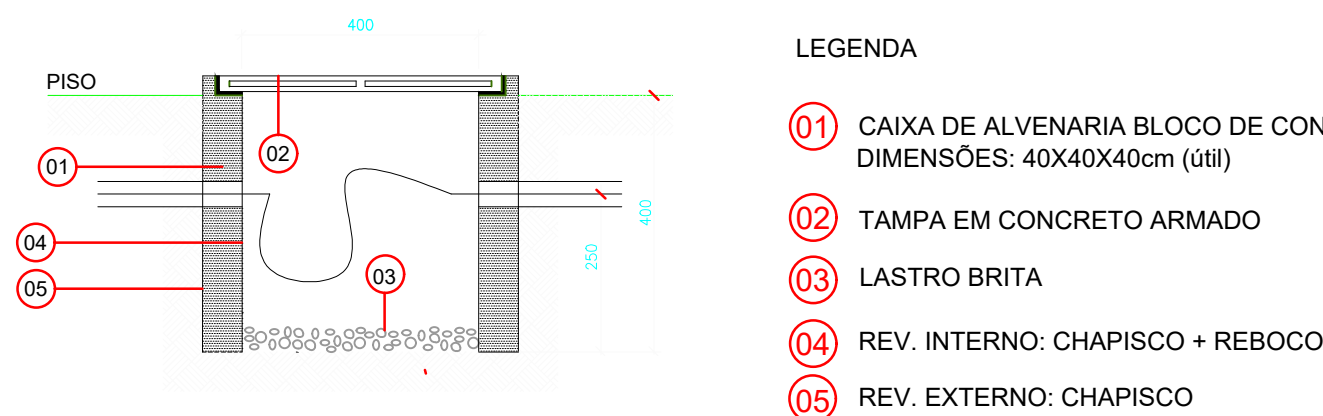 400
PISO
01
02
04
05
03
250
400
LEGENDA
01 CAIXA DE ALVENARIA BLOCO DE CON
DIMENSÕES: 40X40X40cm (útil)
02 TAMPA EM CONCRETO ARMADO
03 LASTRO BRITA
04 REV. INTERNO: CHAPISCO + REBOCO
05 REV. EXTERNO: CHAPISCO